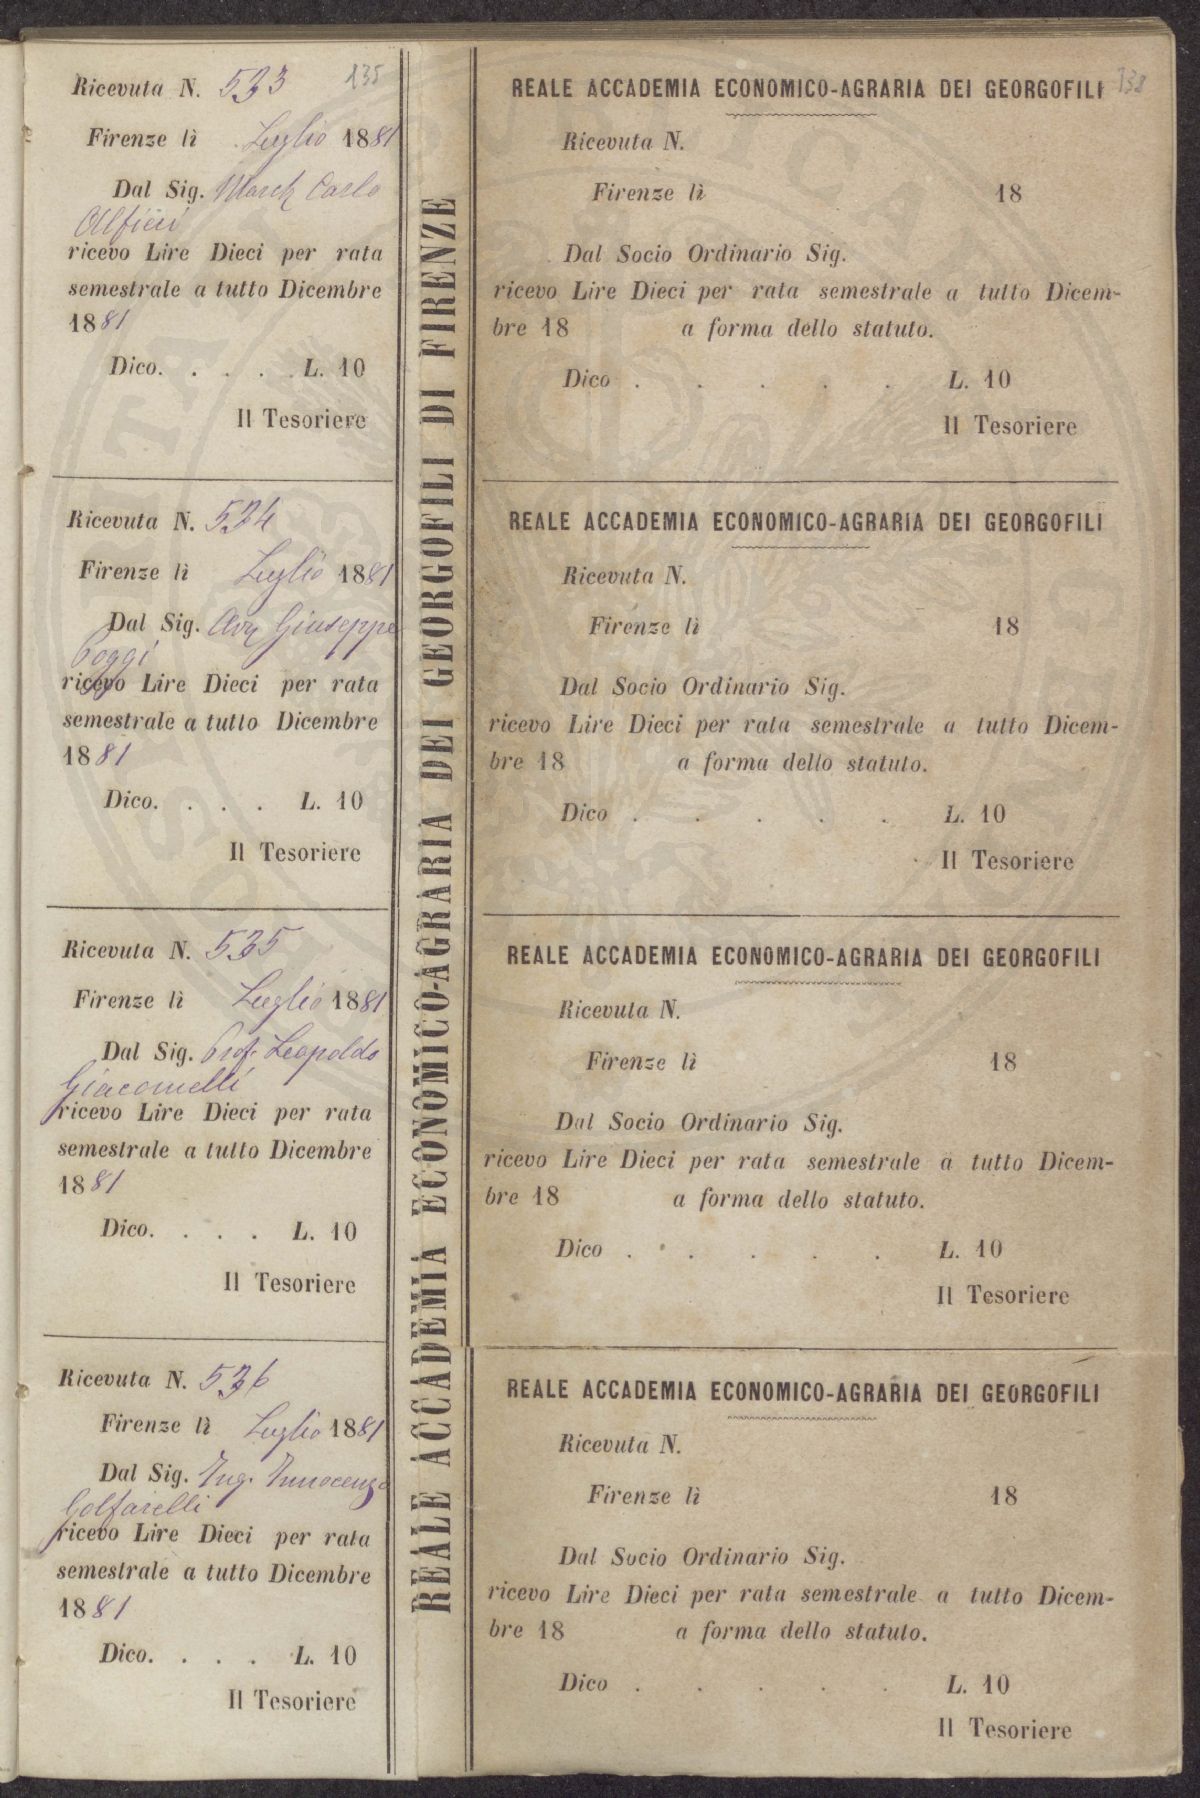 Ricevuta N. 533 135
Firenze lì Luglio 1881
Dal Sig. March Carlo
Alfieri
ricevo Lire Dieci per rata
semestrale a tutto Dicembre
1881
Dico. . . . . L. 10
Il Tesoriere
Ricevuta N. 534
Firenze lì Luglio 1881
Dal Sig. Avv Giuseppe
Poggi
ricevo Lire Dieci per rata
semestrale a tutto Dicembre
1881
Dico. . . . L. 10
Il Tesoriere
Ricevuta N. 535
Firenze lì Luglio 1881
Dal Sig. Prof. Leopoldo
Giacomelli
ricevo Lire Dieci per rata
semestrale a tutto Dicembre
1881
Dico. . . . L. 10
Il Tesoriere
Ricevuta N. 536
Firenze lì Luglio 1881
Dal Sig. Ing. Innocenzo
Golfarelli
ricevo Lire Dieci per rata
semestrale a tutto Dicembre
1881
Dico. . . . L. 10
Il Tesoriere
REALE ACCADEMIA ECONOMICO-AGRARIA DEI GEORGOFILI DI FIRENZE
REALE ACCADEMIA ECONOMICO-AGRARIA DEI GEORGOFILI 138
Ricevuta N.
Firenze lì 18
Dal Socio Ordinario Sig.
ricevo Lire Dieci per rata semestrale a tutto Dicem-
bre 18 a forma dello statuto.
Dico . . . . . L. 10
Il Tesoriere
REALE ACCADEMIA ECONOMICO-AGRARIA DEI GEORGOFILI
Ricevuta N.
Firenze lì 18
Dal Socio Ordinario Sig.
ricevo Lire Dieci per rata semestrale a tutto Dicem-
bre 18 a forma dello statuto.
Dico . . . . . L. 10
Il Tesoriere
REALE ACCADEMIA ECONOMICO-AGRARIA DEI GEORGOFILI
Ricevuta N.
Firenze lì 18
Dal Socio Ordinario Sig.
ricevo Lire Dieci per rata semestrale a tutto Dicem-
bre 18 a forma dello statuto.
Dico . . . . . L. 10
Il Tesoriere
REALE ACCADEMIA ECONOMICO-AGRARIA DEI GEORGOFILI
Ricevuta N.
Firenze lì 18
Dal Socio Ordinario Sig.
ricevo Lire Dieci per rata semestrale a tutto Dicem-
bre 18 a forma dello statuto.
Dico . . . . . L. 10
Il Tesoriere